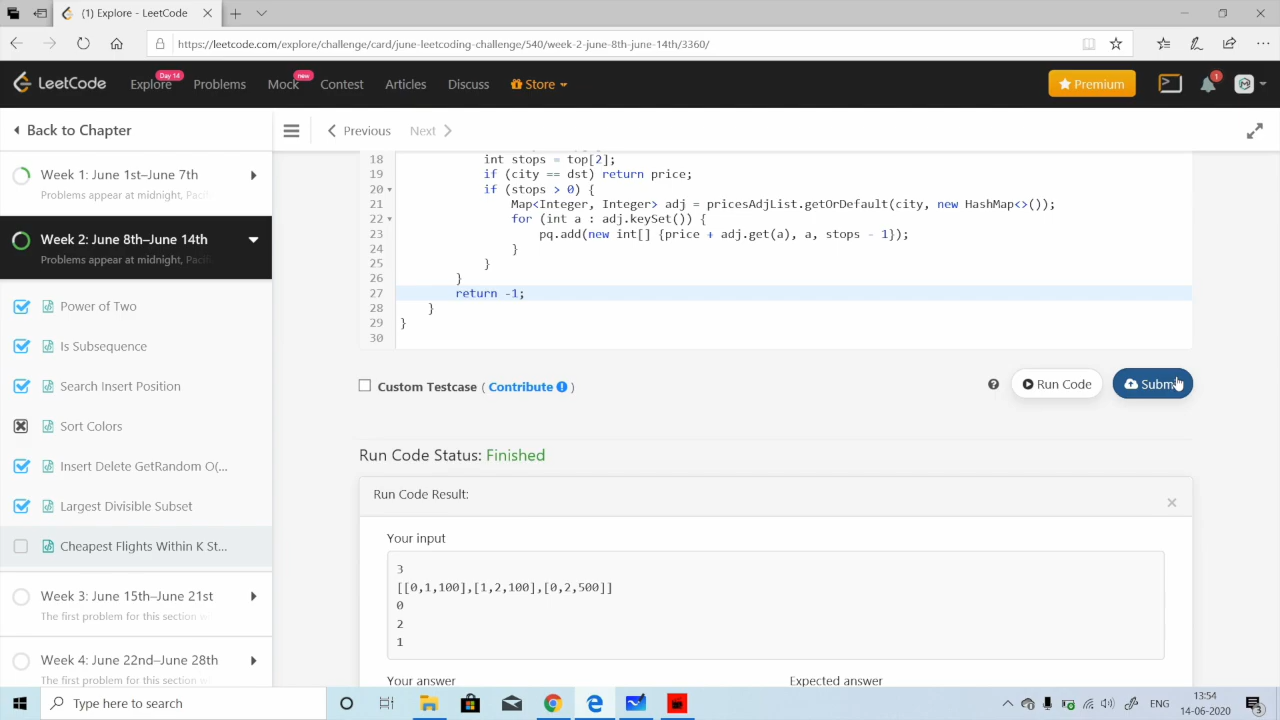 (1) Explore - LeetCode
https://leetcode.com/explore/challenge/card/june-leetcoding-challenge/540/week-2-june-8th-june-14th/3360/
LeetCode
Explore
Day 14
Problems
Mock
new
Contest
Articles
Discuss
Store
Premium
1
Back to Chapter
Previous
Next
Week 1: June 1st–June 7th
Problems appear at midnight, Pacifi
Week 2: June 8th–June 14th
Problems appear at midnight, Pacifi
Power of Two
Is Subsequence
Search Insert Position
Sort Colors
Insert Delete GetRandom O(...
Largest Divisible Subset
Cheapest Flights Within K St...
Week 3: June 15th–June 21st
The first problem for this section w
Week 4: June 22nd–June 28th
The first problem for this section w
18 int stops = top[2];
19 if (city == dst) return price;
20 if (stops > 0) {
21 Map<Integer, Integer> adj = pricesAdjList.getOrDefault(city, new HashMap<>());
22 for (int a : adj.keySet()) {
23 pq.add(new int[] {price + adj.get(a), a, stops - 1});
24 }
25 }
26 }
27 return -1;
28 }
29 }
30
Custom Testcase ( Contribute )
Run Code
Submit
Run Code Status: Finished
Run Code Result:
Your input
3
[[0,1,100],[1,2,100],[0,2,500]]
0
2
1
Your answer
Expected answer
Type here to search
ENG
13:54
14-06-2020
3